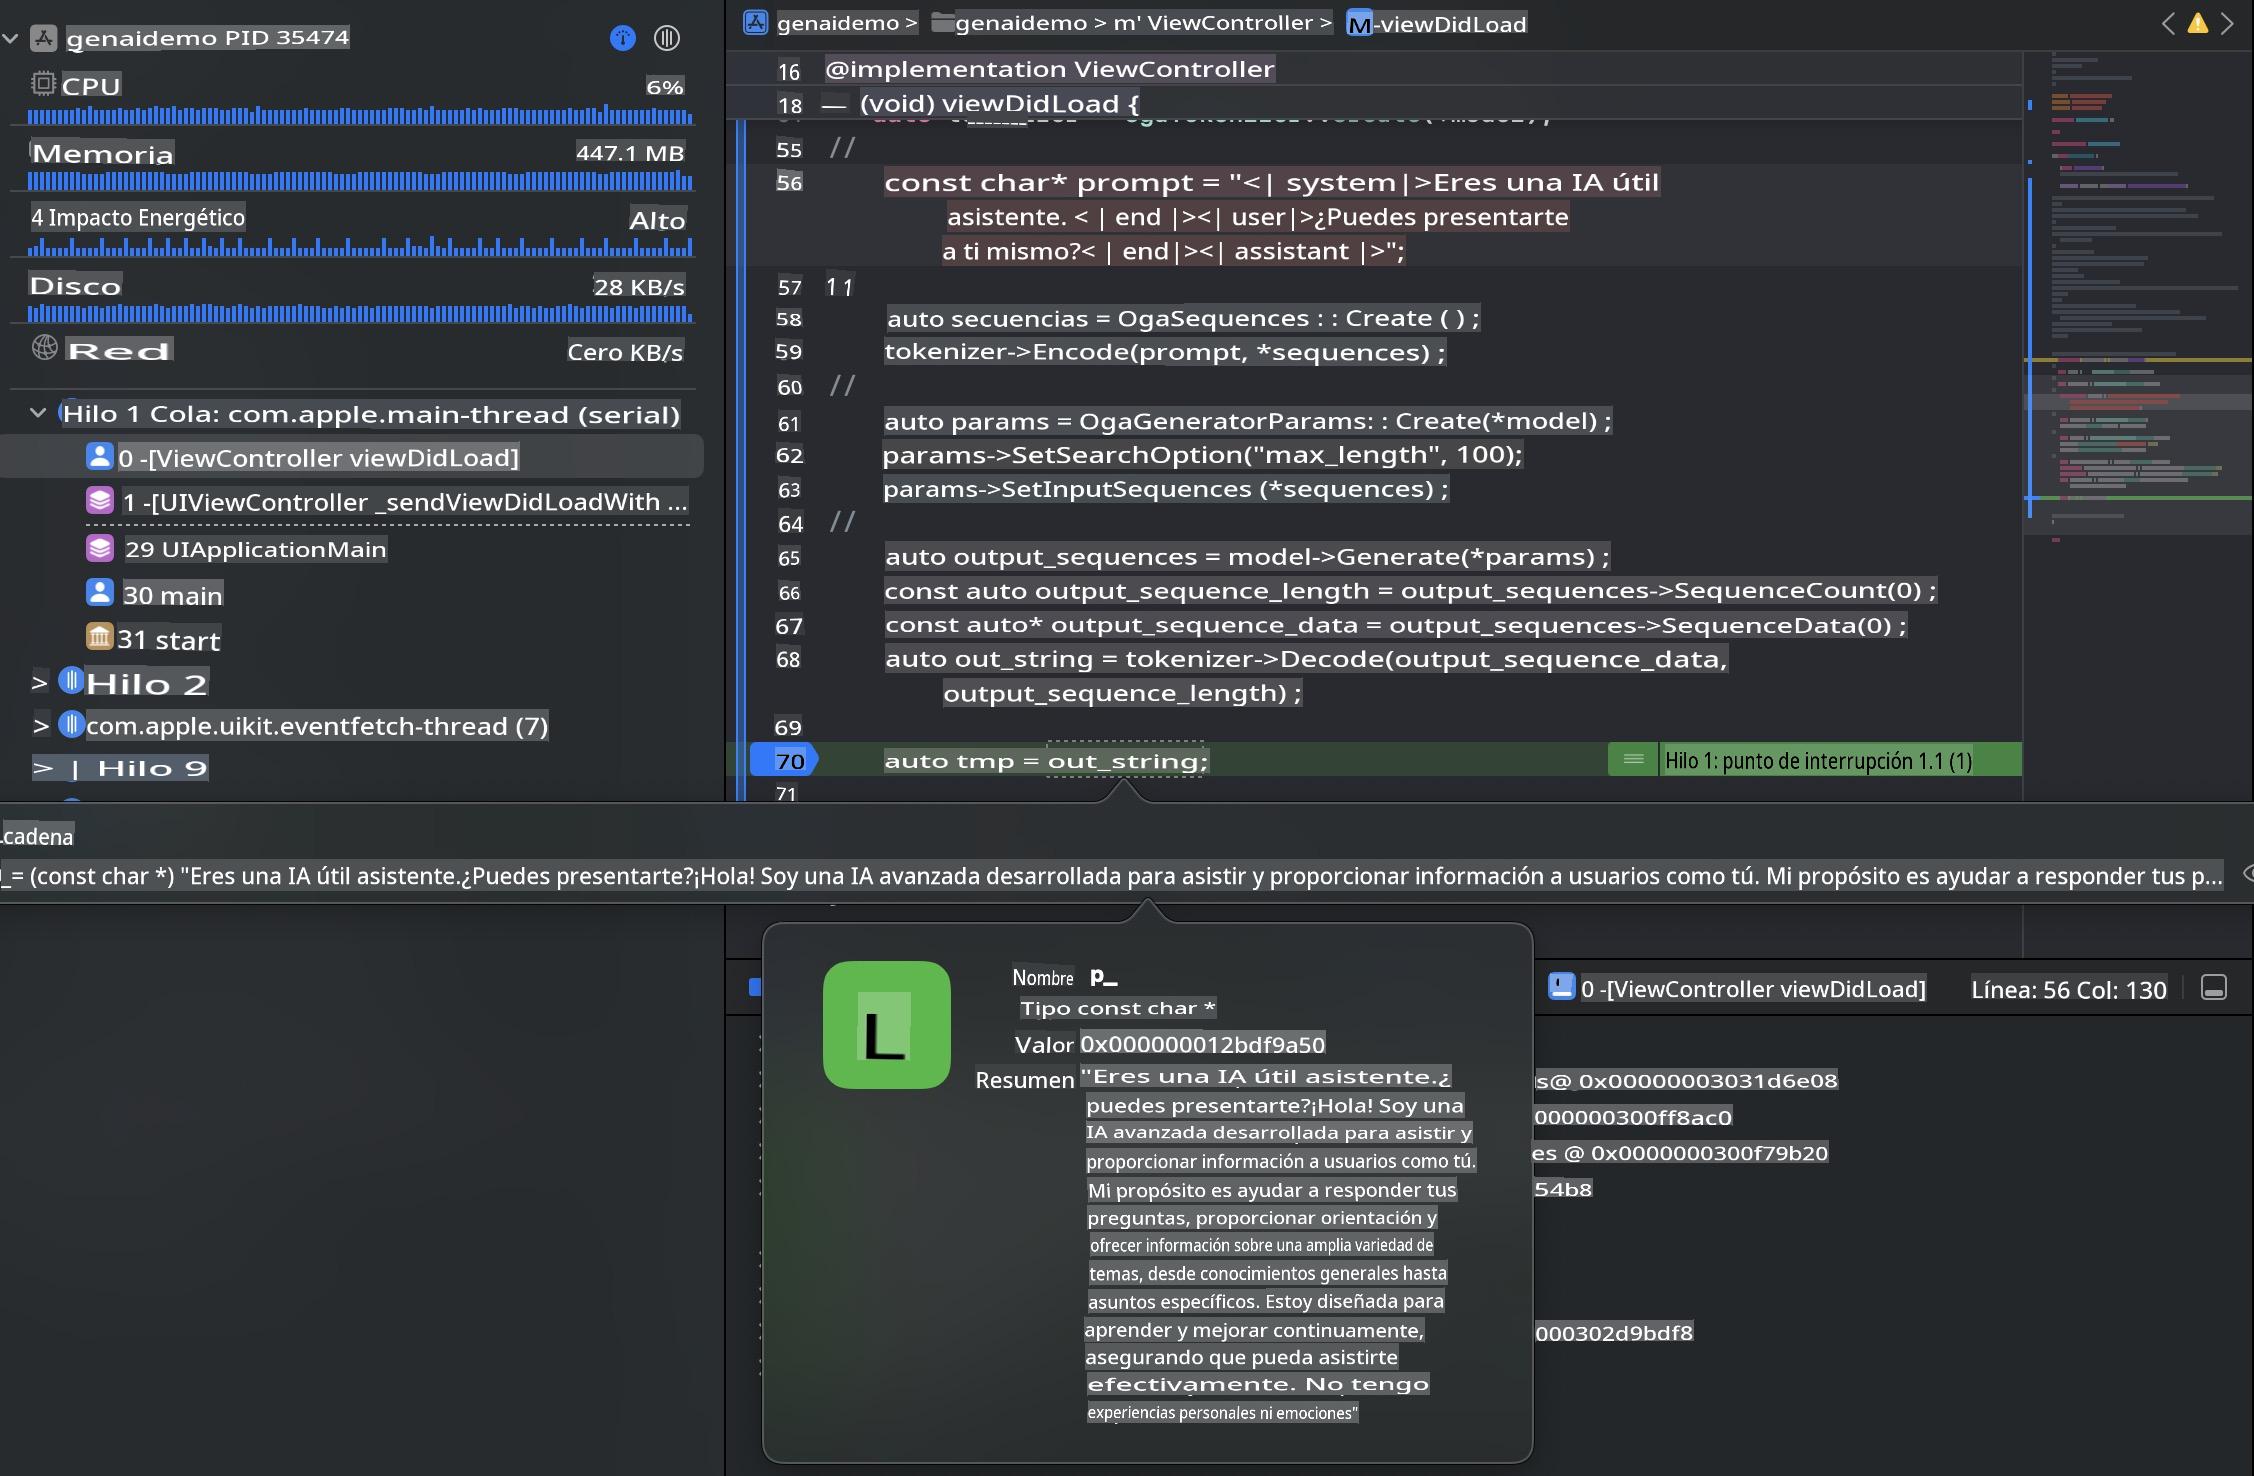 genaidemo PID 35474
CPU 6%
Memoria 447.1 MB
4 Impacto Energético Alto
Disco 28 KB/s
Red Cero KB/s
Hilo 1 Cola: com.apple.main-thread (serial)
0 -[ViewController viewDidLoad]
1 -[UIViewController _sendViewDidLoadWith ...
29 UIApplicationMain
30 main
31 start
> Hilo 2
> com.apple.uikit.eventfetch-thread (7)
> | Hilo 9
genaidemo > genaidemo > m' ViewController > M -viewDidLoad
16 @implementation ViewController
18 — (void) viewDidLoad {
55 //
56 const char* prompt = "<| system|>Eres una IA útil
asistente. < | end |><| user|>¿Puedes presentarte
a ti mismo?< | end|><| assistant |>";
57 11
58 auto secuencias = OgaSequences : : Create ( ) ;
59 tokenizer->Encode(prompt, *sequences) ;
60 //
61 auto params = OgaGeneratorParams: : Create(*model) ;
62 params->SetSearchOption("max_length", 100);
63 params->SetInputSequences (*sequences) ;
64 //
65 auto output_sequences = model->Generate(*params) ;
66 const auto output_sequence_length = output_sequences->SequenceCount(0) ;
67 const auto* output_sequence_data = output_sequences->SequenceData(0) ;
68 auto out_string = tokenizer->Decode(output_sequence_data,
output_sequence_length) ;
69
70 auto tmp = out_string; Hilo 1: punto de interrupción 1.1 (1)
71
cadena
_= (const char *) "Eres una IA útil asistente.¿Puedes presentarte?¡Hola! Soy una IA avanzada desarrollada para asistir y proporcionar información a usuarios como tú. Mi propósito es ayudar a responder tus p...
L
Nombre p_
Tipo const char *
Valor 0x000000012bdf9a50
Resumen "Eres una IA útil asistente.¿
puedes presentarte?¡Hola! Soy una
IA avanzada desarrollada para asistir y
proporcionar información a usuarios como tú.
Mi propósito es ayudar a responder tus
preguntas, proporcionar orientación y
ofrecer información sobre una amplia variedad de
temas, desde conocimientos generales hasta
asuntos específicos. Estoy diseñada para
aprender y mejorar continuamente,
asegurando que pueda asistirte
efectivamente. No tengo
experiencias personales ni emociones"
0 -[ViewController viewDidLoad] Línea: 56 Col: 130
s@ 0x00000003031d6e08
000000300ff8ac0
es @ 0x0000000300f79b20
54b8
000302d9bdf8